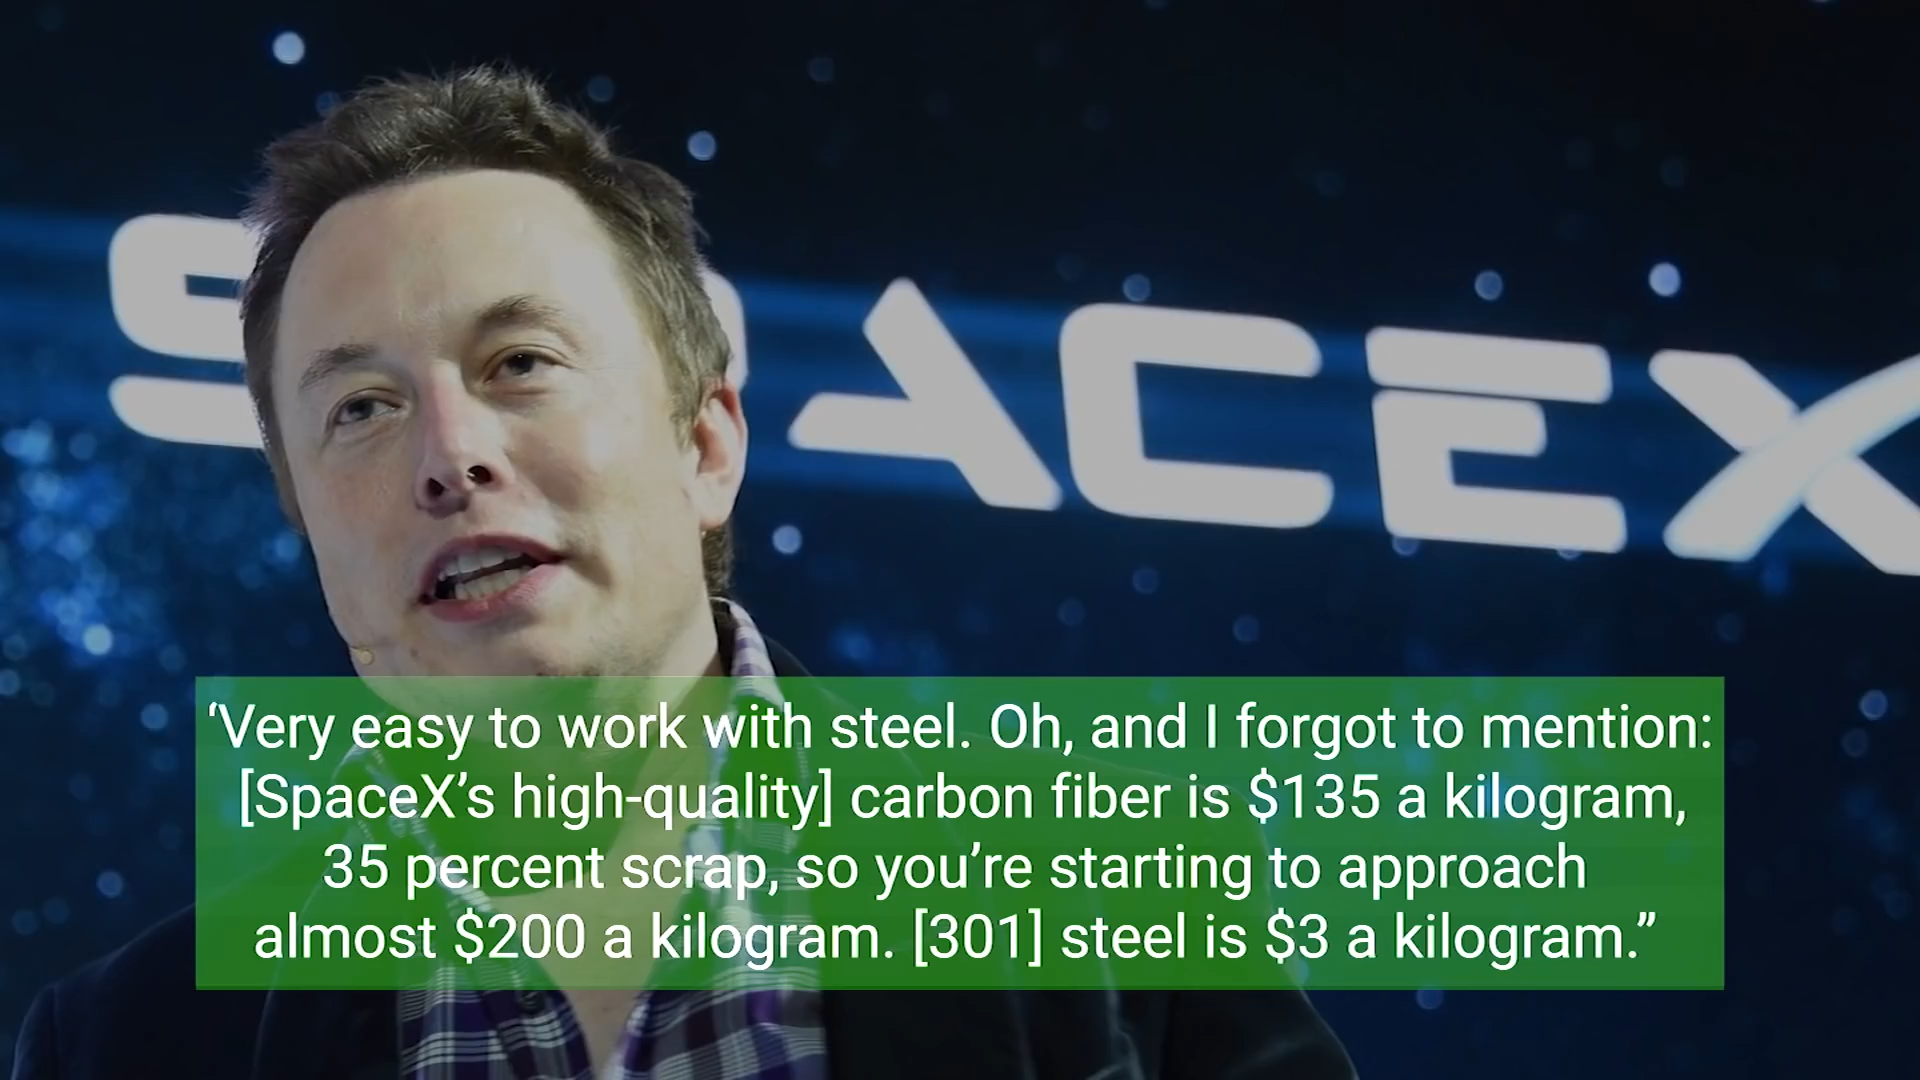 SPACEX
‘Very easy to work with steel. Oh, and I forgot to mention:
[SpaceX’s high-quality] carbon fiber is $135 a kilogram,
35 percent scrap, so you’re starting to approach
almost $200 a kilogram. [301] steel is $3 a kilogram.”